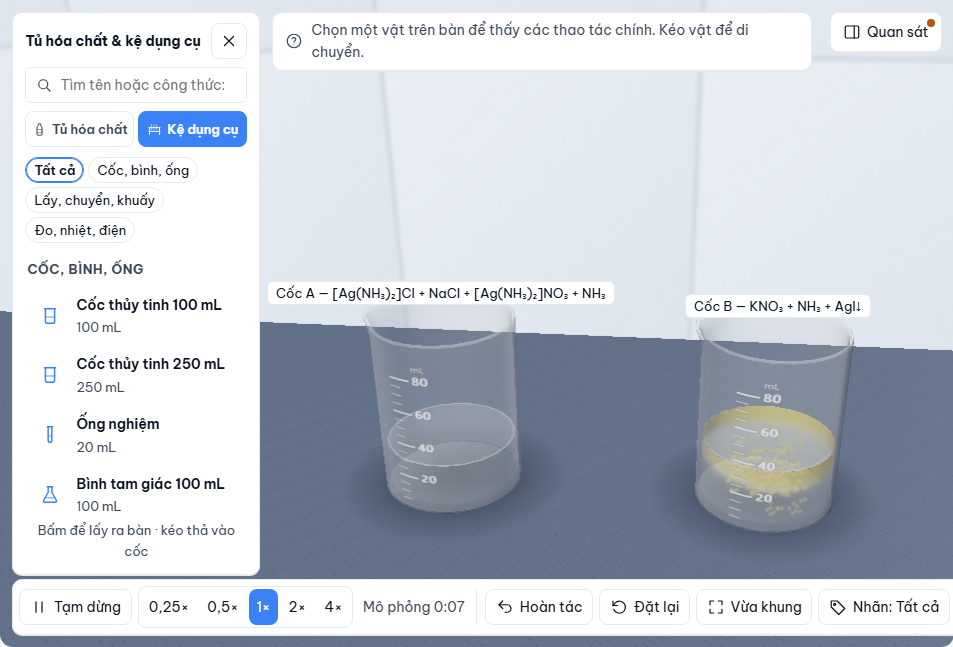 Tủ hóa chất & kệ dụng cụ
Tìm tên hoặc công thức:
Tủ hóa chất
Kệ dụng cụ
Tất cả
Cốc, bình, ống
Lấy, chuyển, khuấy
Đo, nhiệt, điện
CỐC, BÌNH, ỐNG
Cốc thủy tinh 100 mL
100 mL
Cốc thủy tinh 250 mL
250 mL
Ống nghiệm
20 mL
Bình tam giác 100 mL
100 mL
Bấm để lấy ra bàn · kéo thả vào
cốc
Chọn một vật trên bàn để thấy các thao tác chính. Kéo vật để di
chuyển.
Quan sát
Cốc A — [Ag(NH₃)₂]Cl + NaCl + [Ag(NH₃)₂]NO₃ + NH₃
mL
80
60
40
20
Cốc B — KNO₃ + NH₃ + AgI↓
mL
80
60
40
20
Tạm dừng
0,25×
0,5×
1×
2×
4×
Mô phỏng 0:07
Hoàn tác
Đặt lại
Vừa khung
Nhãn: Tất cả